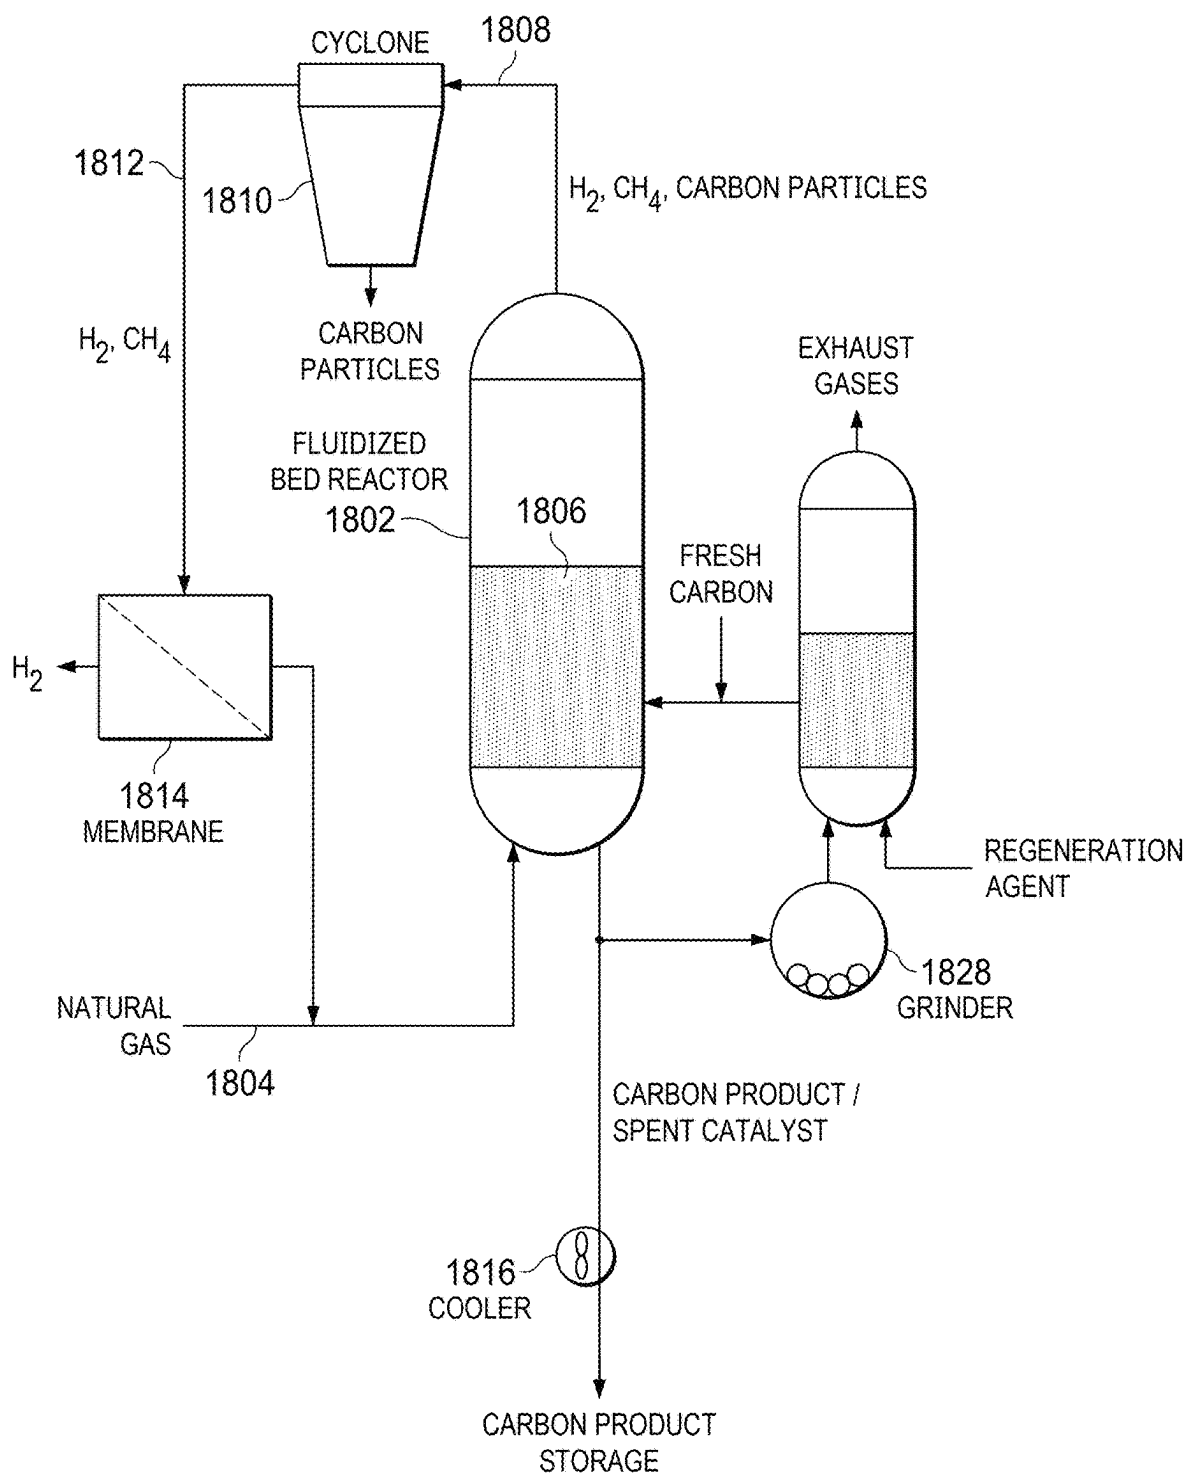 1808
CYCLONE
1812
1810
H2, CH4, CARBON PARTICLES
CARBON
PARTICLES
H2, CH4
EXHAUST
GASES
FLUIDIZED
BED REACTOR
1802
1806
FRESH
CARBON
H2
1814
MEMBRANE
REGENERATION
AGENT
1828
GRINDER
NATURAL
GAS
1804
CARBON PRODUCT /
SPENT CATALYST
1816
COOLER
CARBON PRODUCT
STORAGE